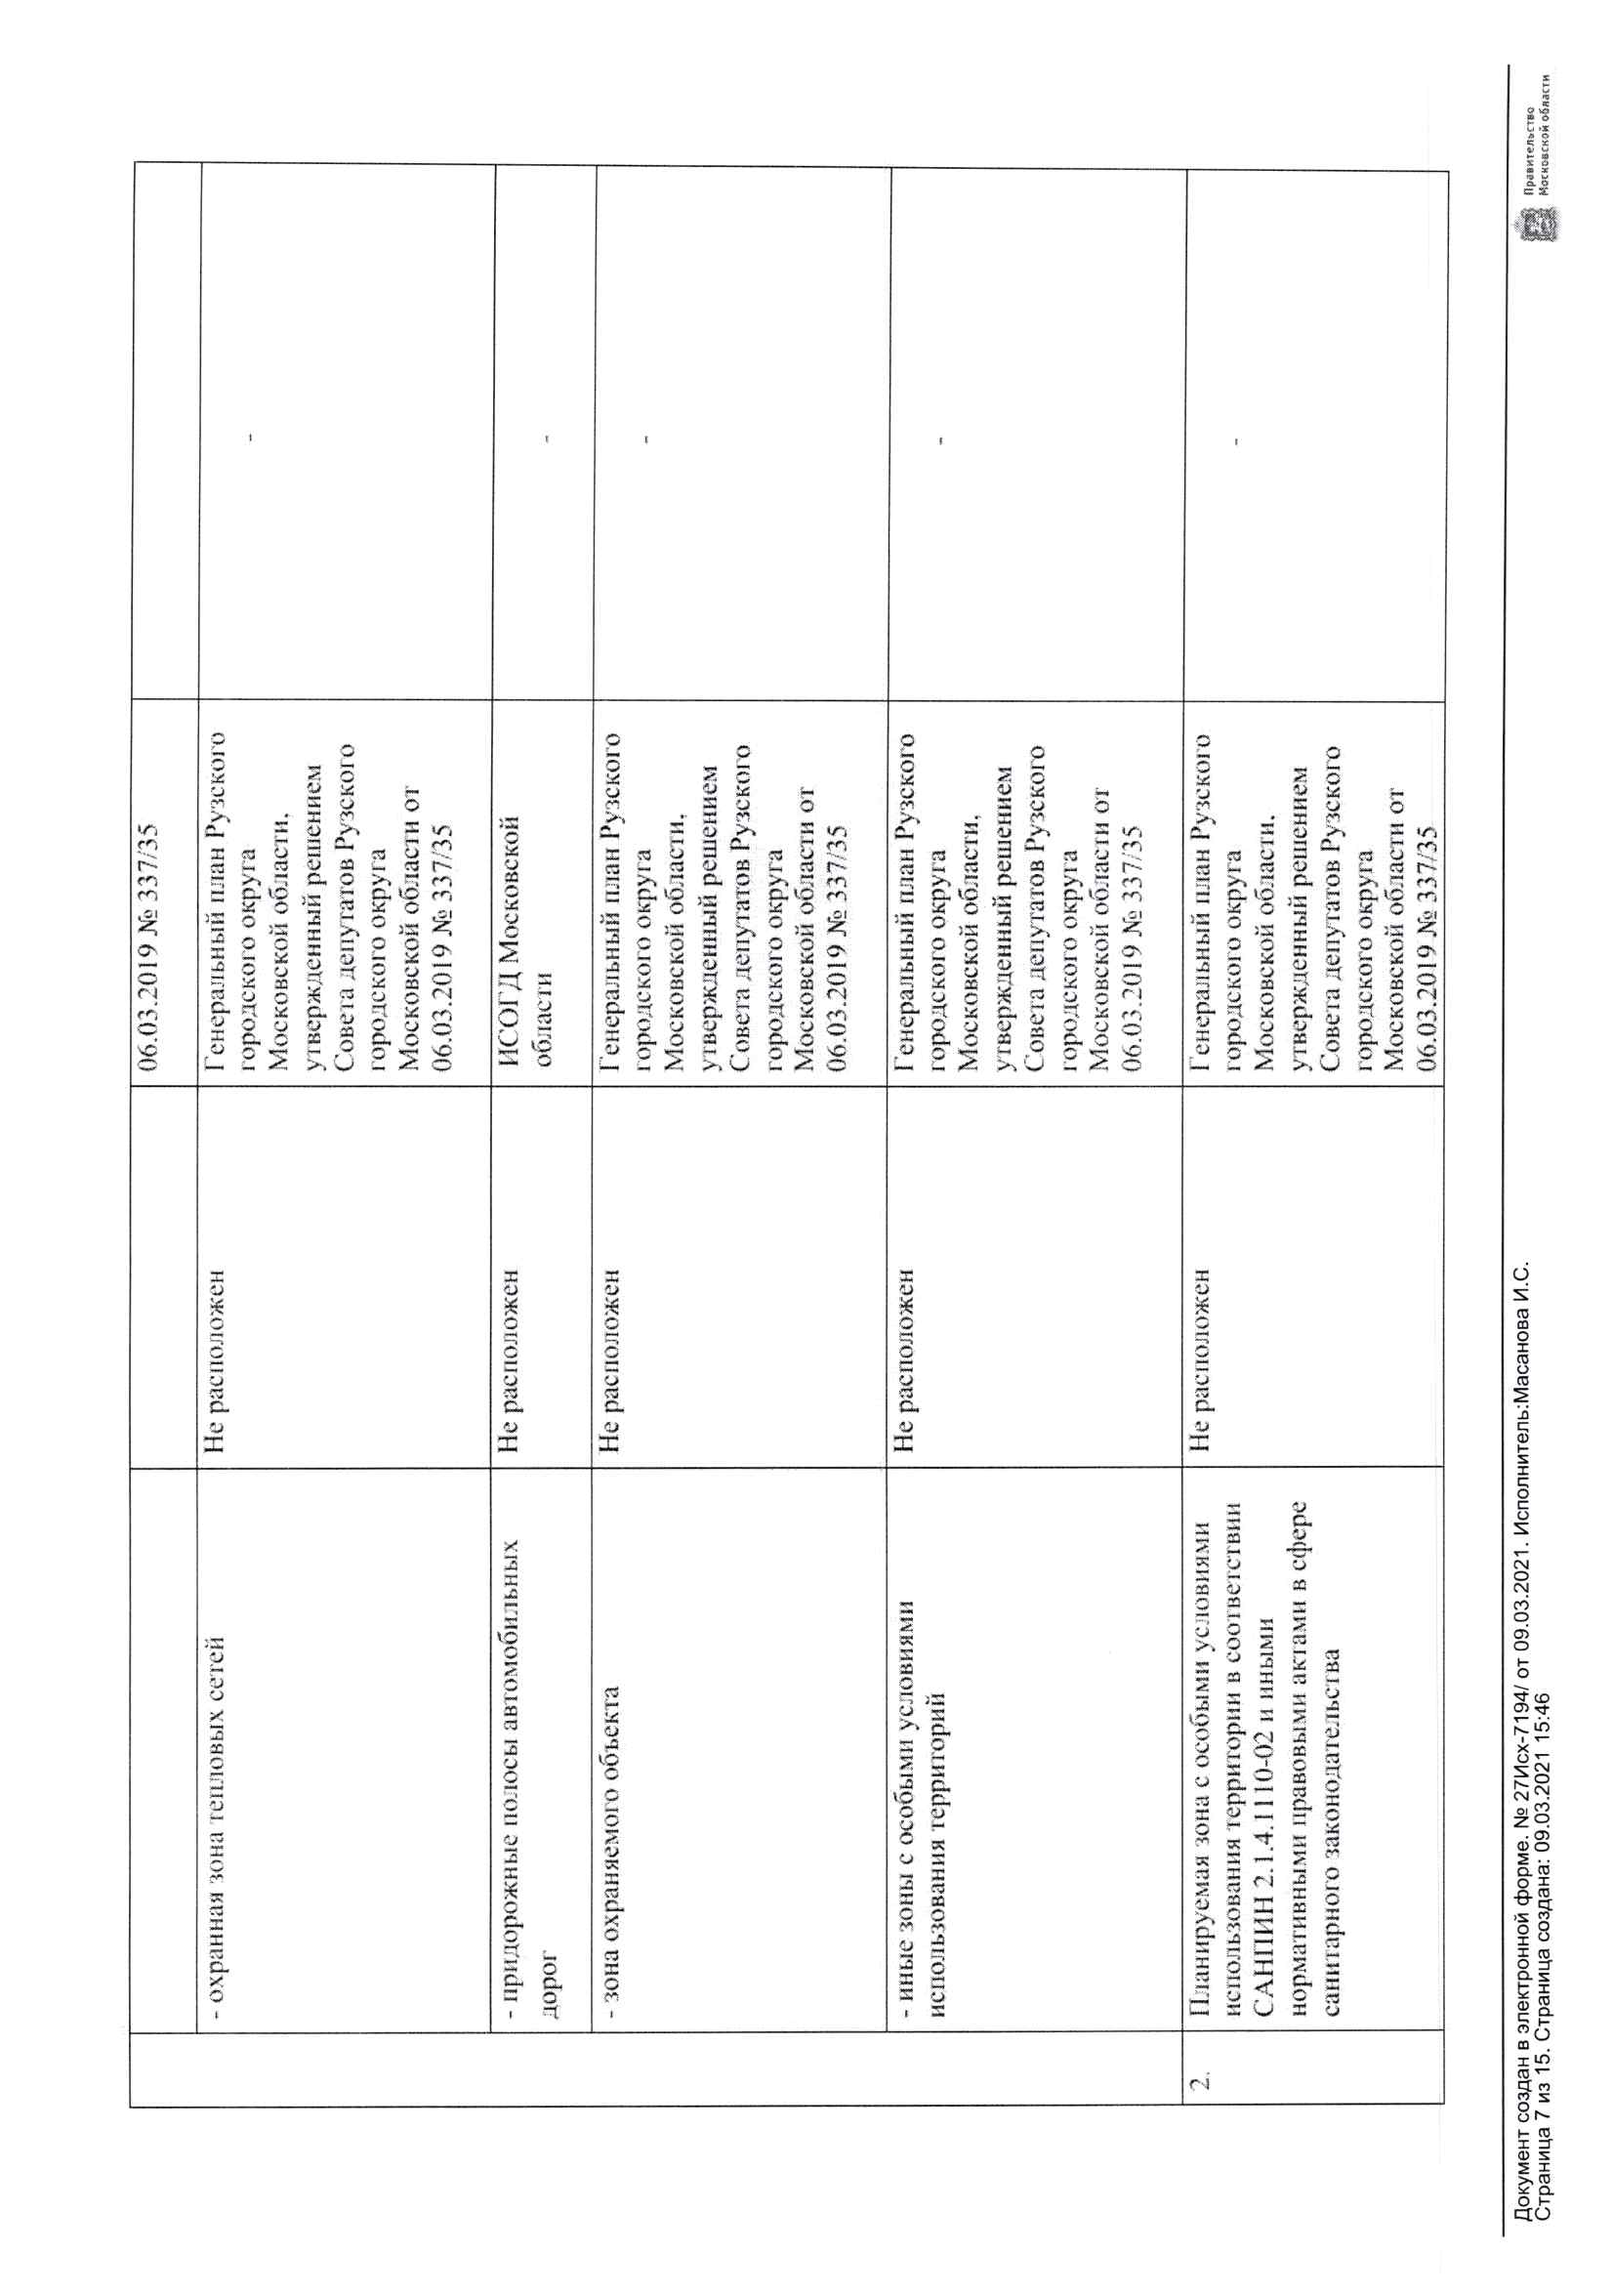 06.03.2019 № 337/35
- охранная зона тепловых сетей
Не расположен
Генеральный план Рузского
городского округа
Московской области,
утвержденный решением
Совета депутатов Рузского
городского округа
Московской области от
06.03.2019 № 337/35
-
- придорожные полосы автомобильных
дорог
Не расположен
ИСОГД Московской
области
-
- зона охраняемого объекта
Не расположен
Генеральный план Рузского
городского округа
Московской области,
утвержденный решением
Совета депутатов Рузского
городского округа
Московской области от
06.03.2019 № 337/35
-
- иные зоны с особыми условиями
использования территорий
Не расположен
Генеральный план Рузского
городского округа
Московской области,
утвержденный решением
Совета депутатов Рузского
городского округа
Московской области от
06.03.2019 № 337/35
-
2.
Планируемая зона с особыми условиями
использования территории в соответствии
САНПИН 2.1.4.1110-02 и иными
нормативными правовыми актами в сфере
санитарного законодательства
Не расположен
Генеральный план Рузского
городского округа
Московской области,
утвержденный решением
Совета депутатов Рузского
городского округа
Московской области от
06.03.2019 № 337/35
-
Документ создан в электронной форме. № 27Исх-7194/ от 09.03.2021. Исполнитель:Масанова И.С.
Страница 7 из 15. Страница создана: 09.03.2021 15:46
Правительство
Московской области